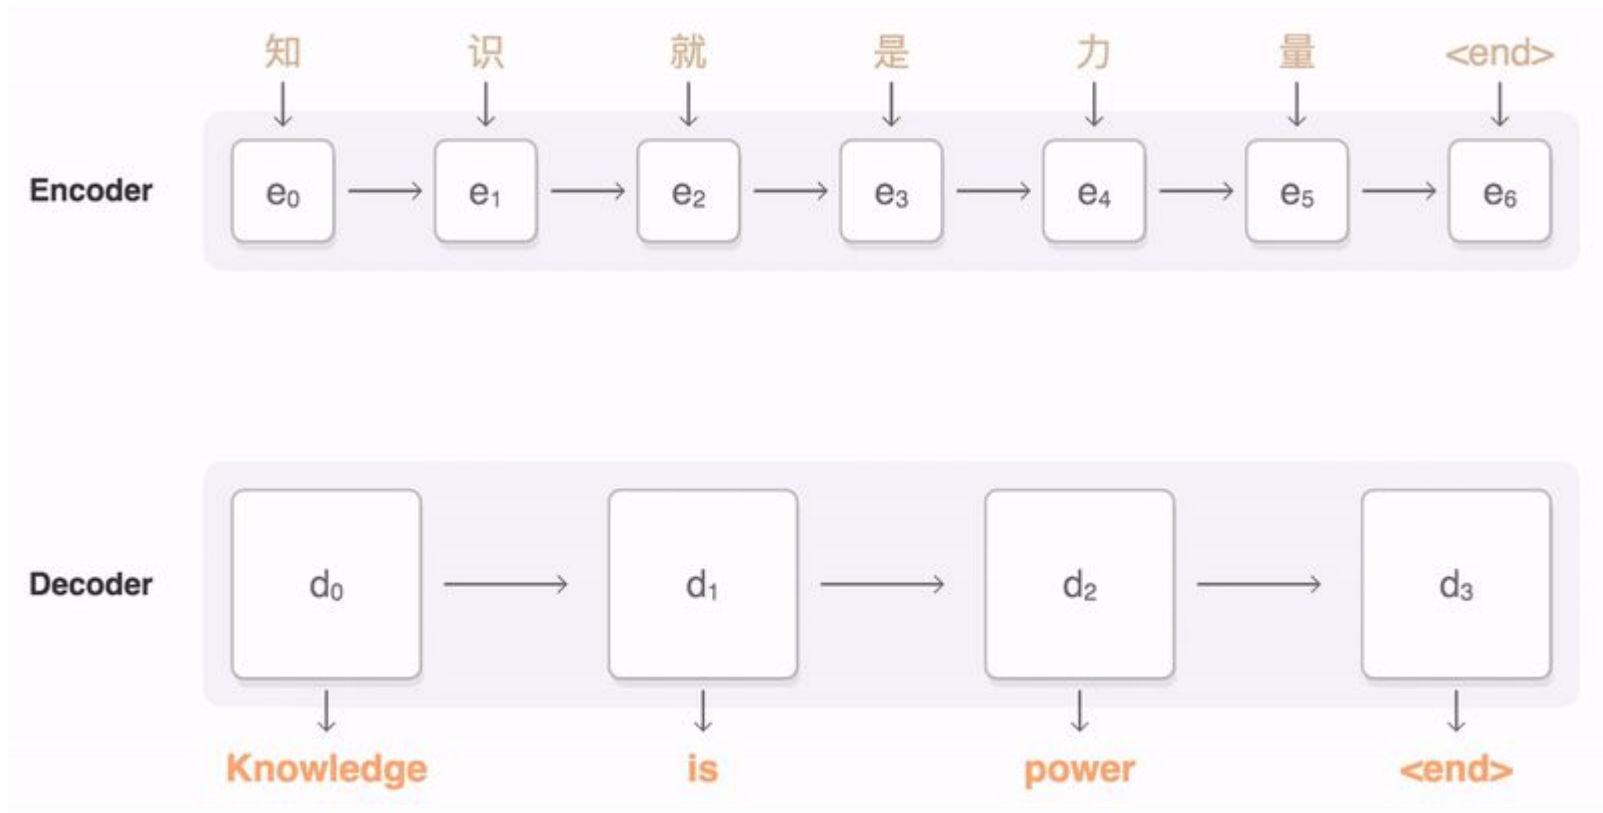 知 识 就 是 力 量 <end>
Encoder e₀ e₁ e₂ e₃ e₄ e₅ e₆
Decoder d₀ d₁ d₂ d₃
Knowledge is power <end>